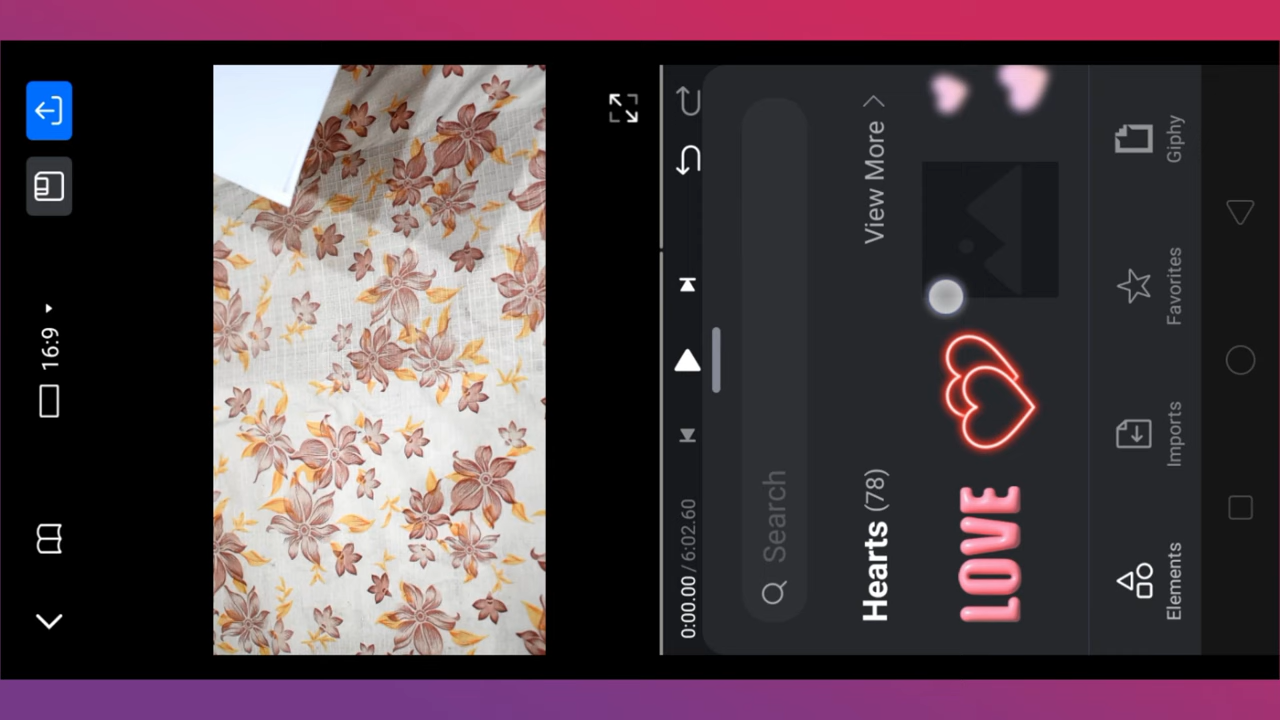 16:9
0:00.00 / 6:02.60
Search
Hearts (78)
View More
LOVE
Elements
Imports
Favorites
Giphy